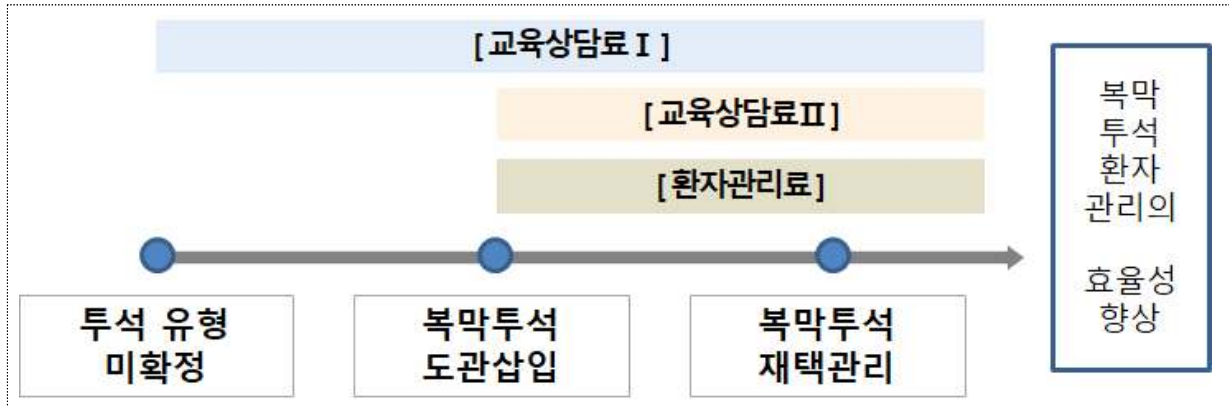 [교육상담료Ⅰ]
[교육상담료Ⅱ]
[환자관리료]
투석 유형
미확정
복막투석
도관삽입
복막투석
재택관리
복막
투석
환자
관리의
효율성
향상